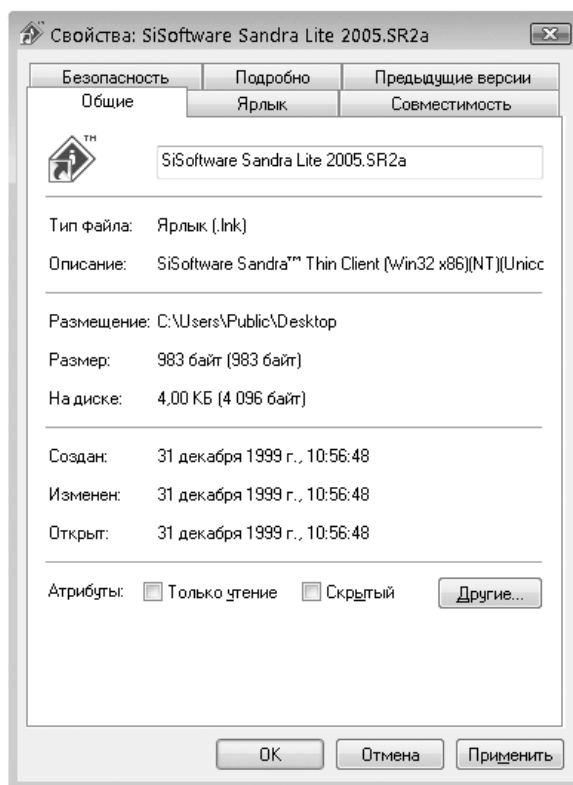 Свойства: SiSoftware Sandra Lite 2005.SR2a
Безопасность Подробно Предыдущие версии
Общие Ярлык Совместимость
TM
SiSoftware Sandra Lite 2005.SR2a
Тип файла: Ярлык (.lnk)
Описание: SiSoftware Sandra™ Thin Client (Win32 x86)(NT)(Unicc
Размещение: C:\Users\Public\Desktop
Размер: 983 байт (983 байт)
На диске: 4,00 КБ (4 096 байт)
Создан: 31 декабря 1999 г., 10:56:48
Изменен: 31 декабря 1999 г., 10:56:48
Открыт: 31 декабря 1999 г., 10:56:48
Атрибуты: Только чтение Скрытый Другие...
OK Отмена Применить